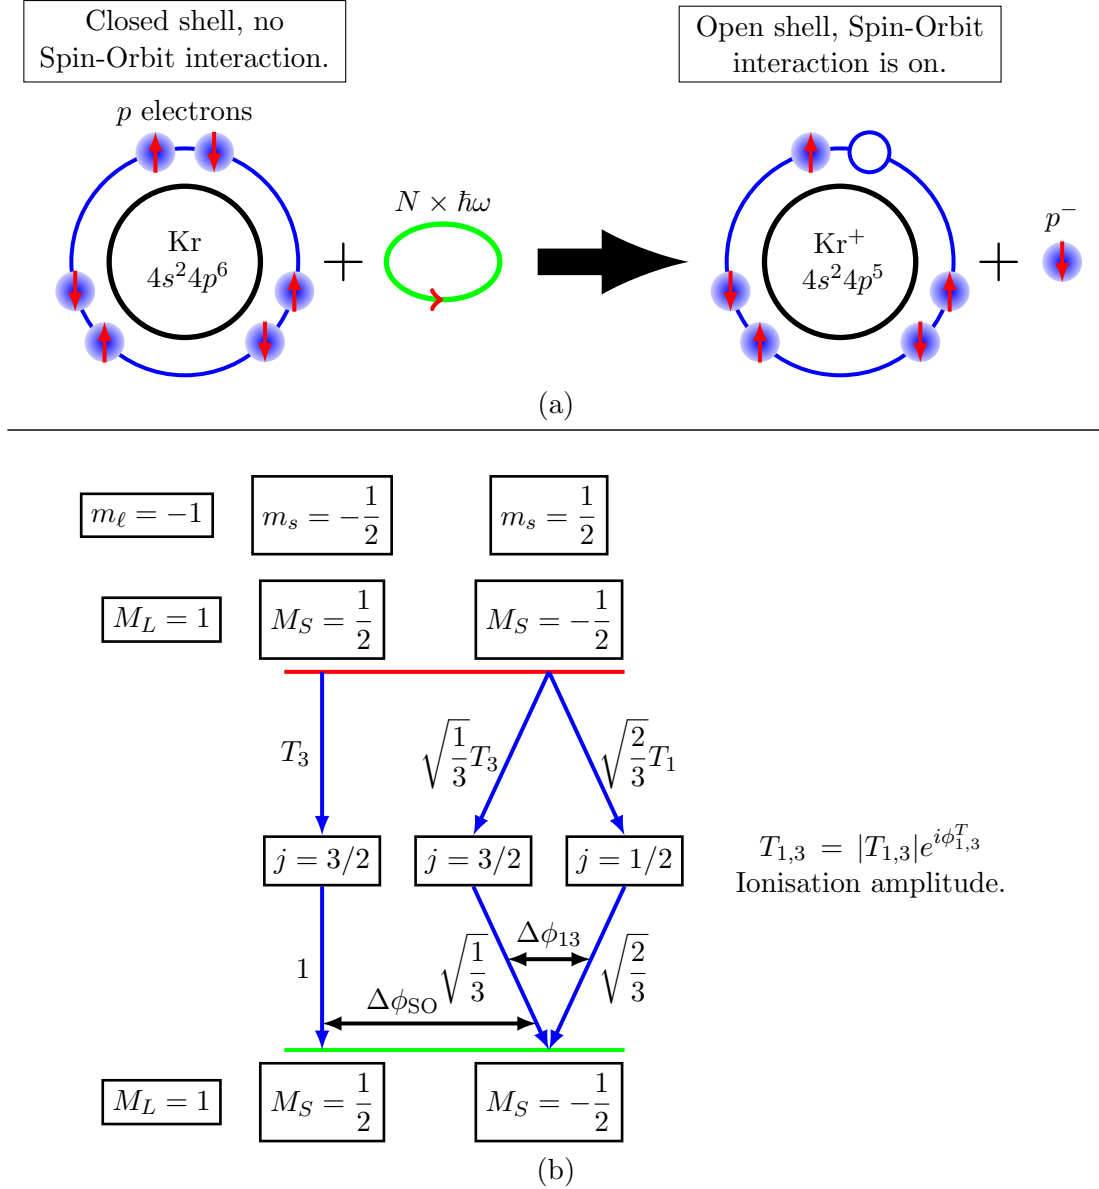 Closed shell, no
Spin-Orbit interaction.
Open shell, Spin-Orbit
interaction is on.
p electrons
Kr
4s²4p⁶
+
N × ℏω
Kr⁺
4s²4p⁵
+
p⁻
(a)
m_ℓ = −1
m_s = −1/2
m_s = 1/2
M_L = 1
M_S = 1/2
M_S = −1/2
T₃
√(1/3) T₃
√(2/3) T₁
j = 3/2
j = 3/2
j = 1/2
T_{1,3} = |T_{1,3}|e^{iϕ^T_{1,3}}
Ionisation amplitude.
1
√(1/3)
Δϕ₁₃
√(2/3)
Δϕ_SO
M_L = 1
M_S = 1/2
M_S = −1/2
(b)